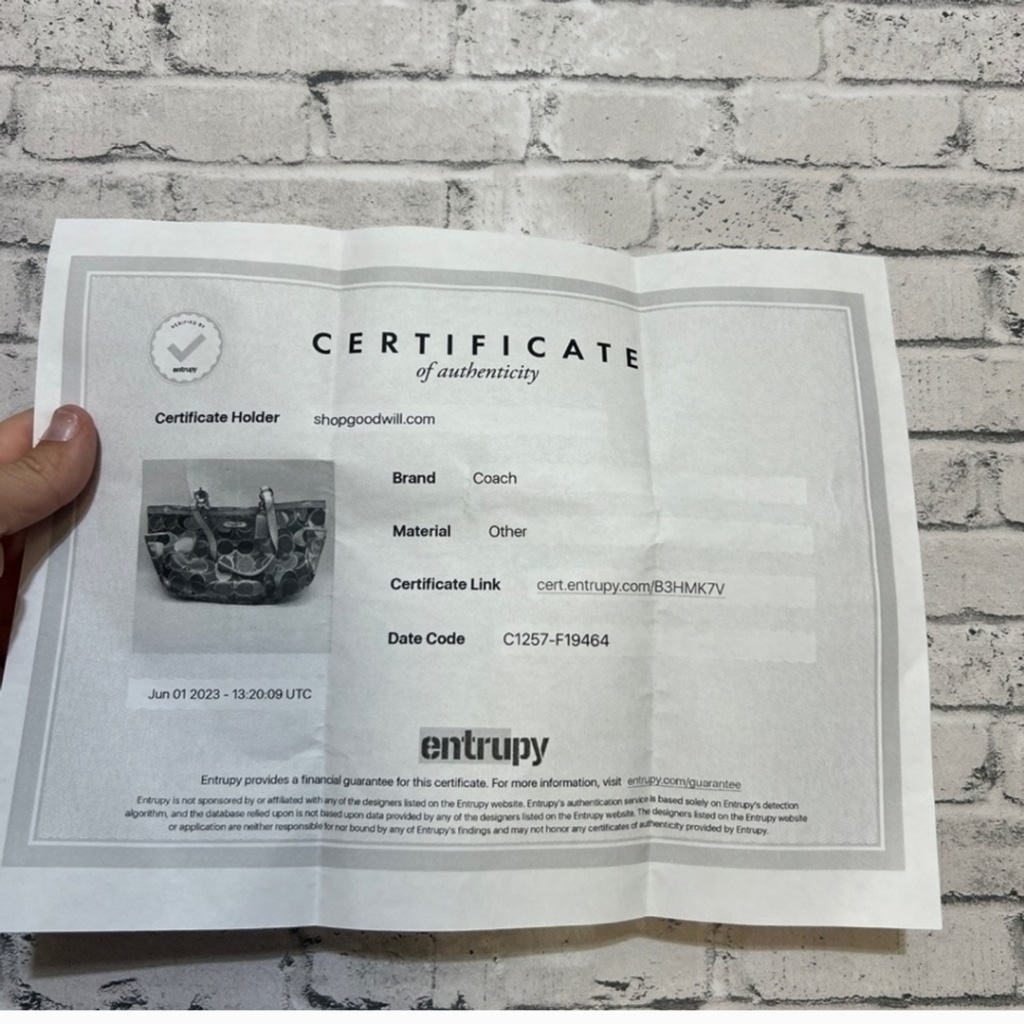 VERIFIED BY
entrupy
CERTIFICATE
of authenticity
Certificate Holder shopgoodwill.com
Brand Coach
Material Other
Certificate Link cert.entrupy.com/B3HMK7V
Date Code C1257-F19464
Jun 01 2023 - 13:20:09 UTC
entrupy
Entrupy provides a financial guarantee for this certificate. For more information, visit entrupy.com/guarantee
Entrupy is not sponsored by or affiliated with any of the designers listed on the Entrupy website. Entrupy's authentication service is based solely on Entrupy's detection
algorithm, and the database relied upon is not based upon data provided by any of the designers listed on the Entrupy website. The designers listed on the Entrupy website
or application are neither responsible for nor bound by any of Entrupy's findings and may not honor any certificates of authenticity provided by Entrupy.